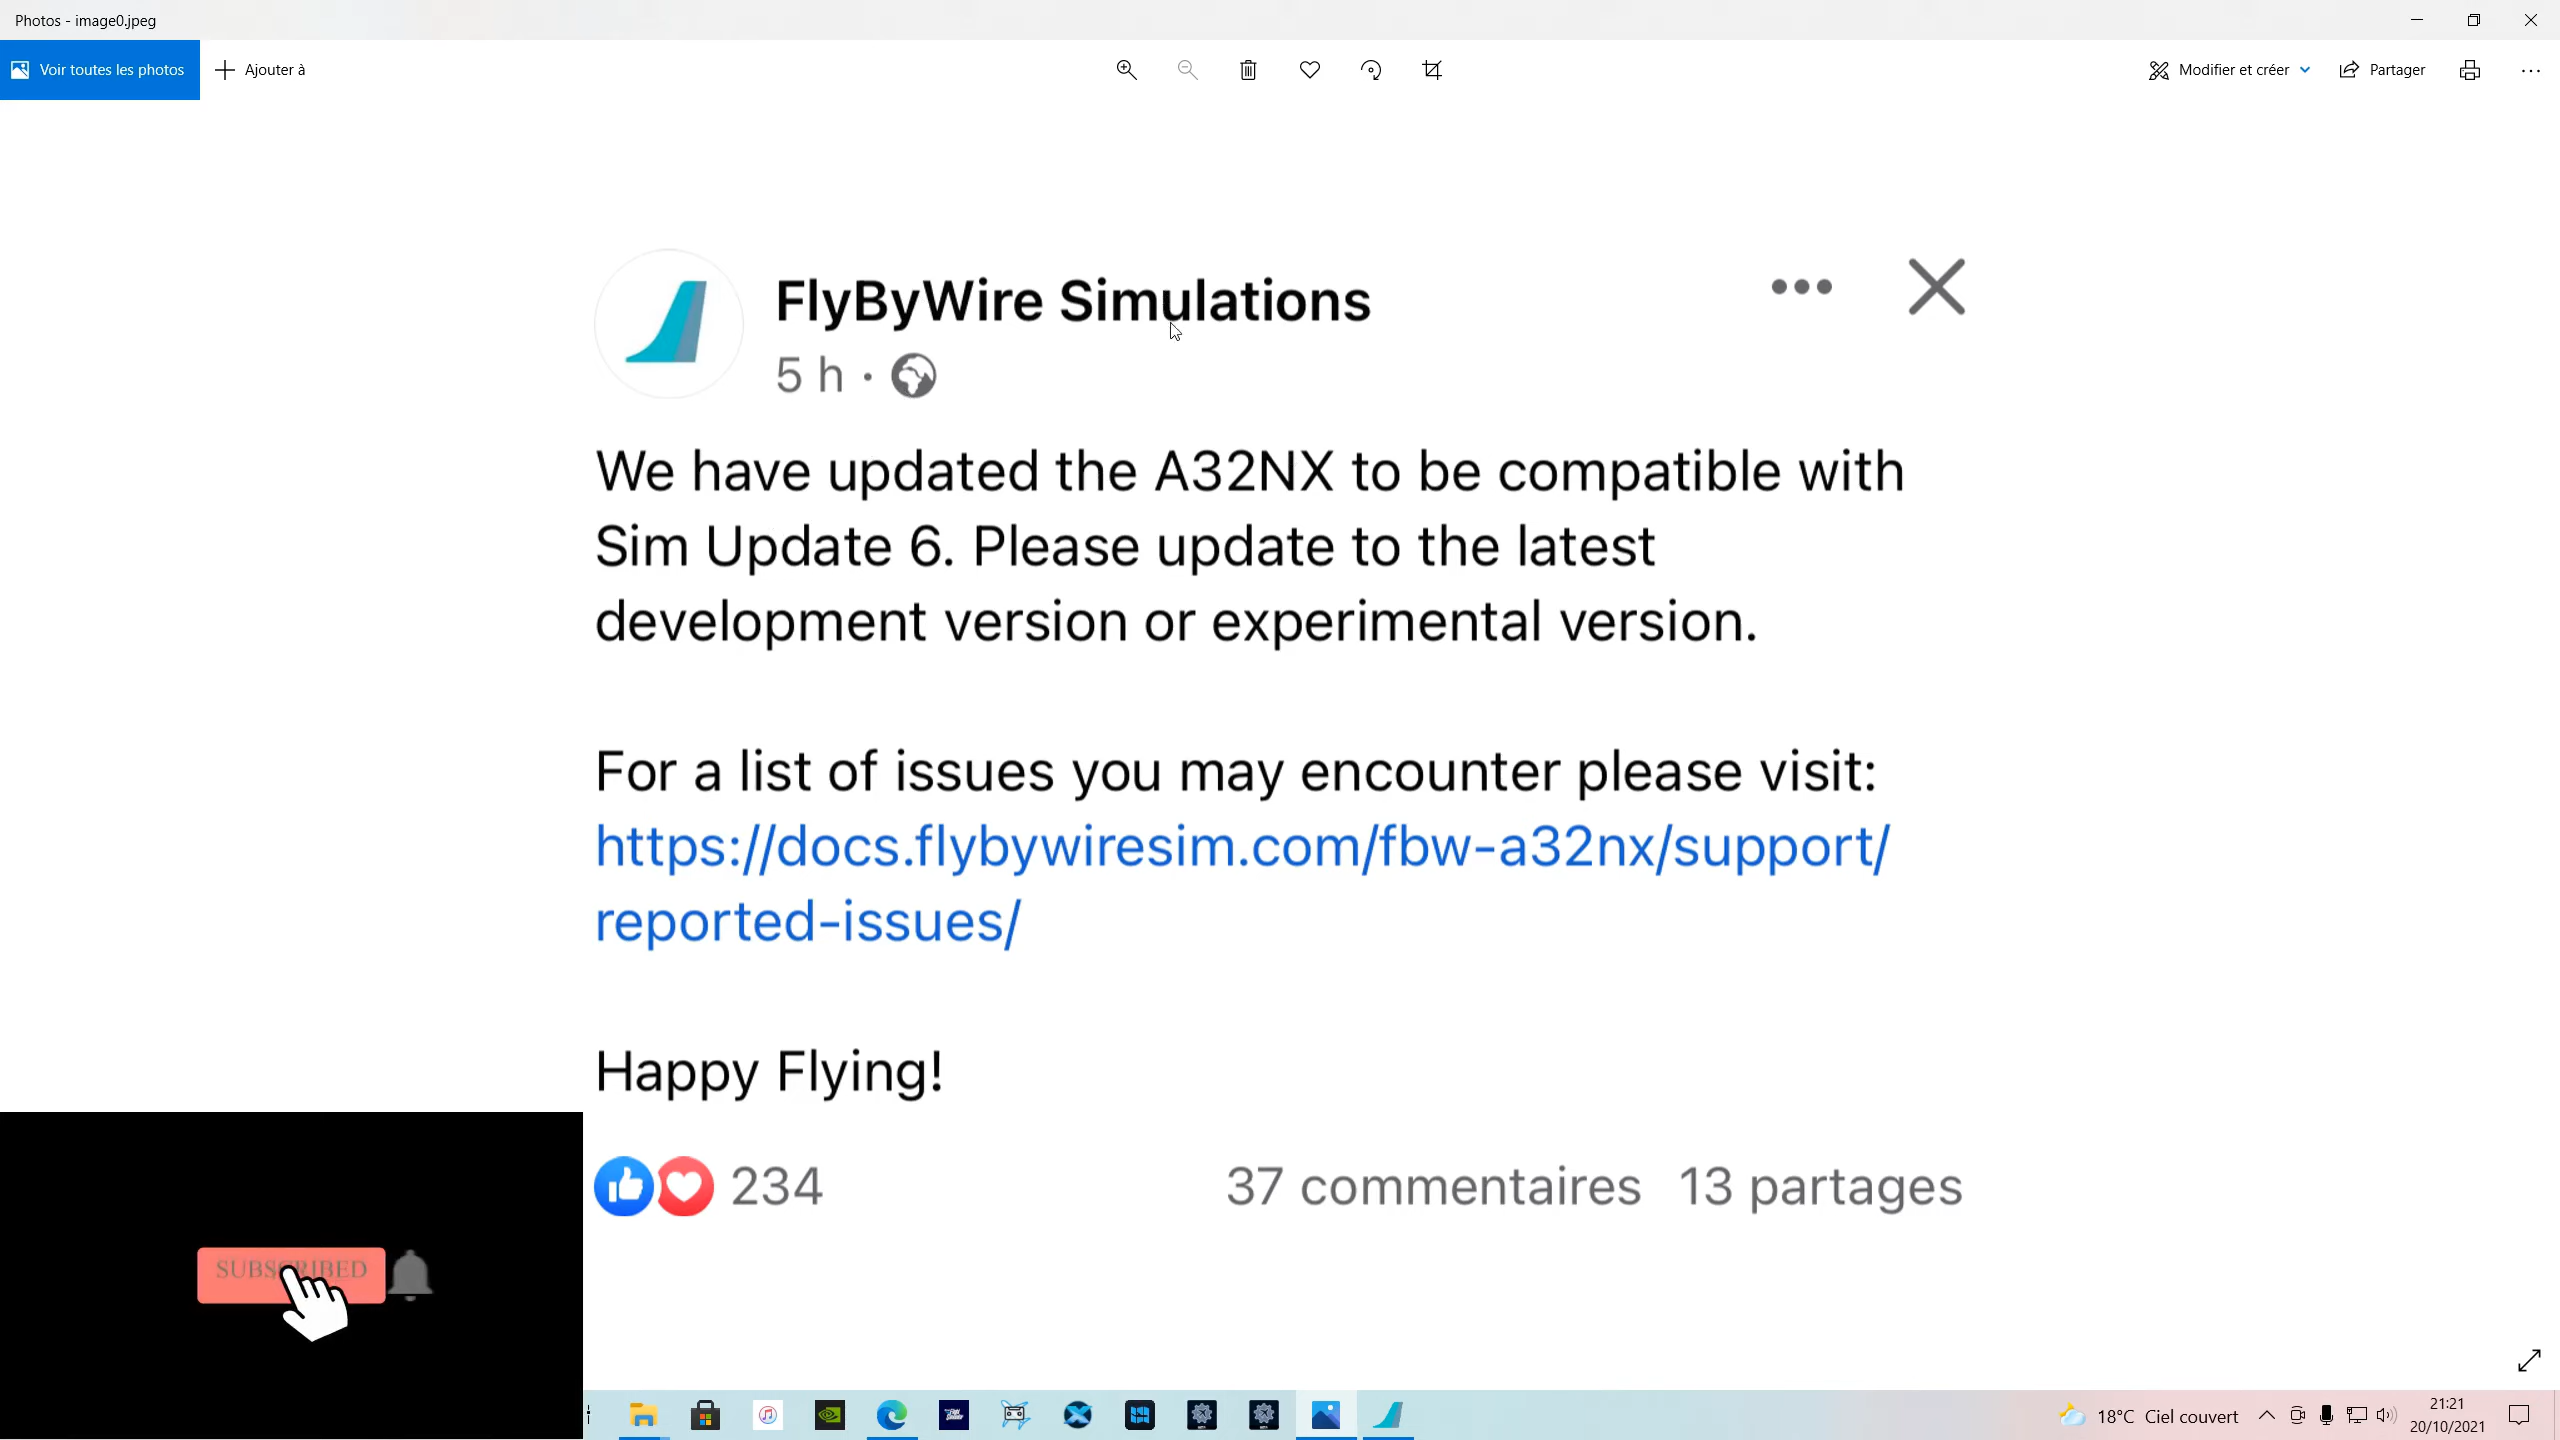 Photos - image0.jpeg
Voir toutes les photos
Ajouter à
Modifier et créer
Partager
FlyByWire Simulations
5 h ·
We have updated the A32NX to be compatible with
Sim Update 6. Please update to the latest
development version or experimental version.
For a list of issues you may encounter please visit:
https://docs.flybywiresim.com/fbw-a32nx/support/
reported-issues/
Happy Flying!
234
37 commentaires
13 partages
SUBSCRIBED
18°C Ciel couvert
21:21
20/10/2021